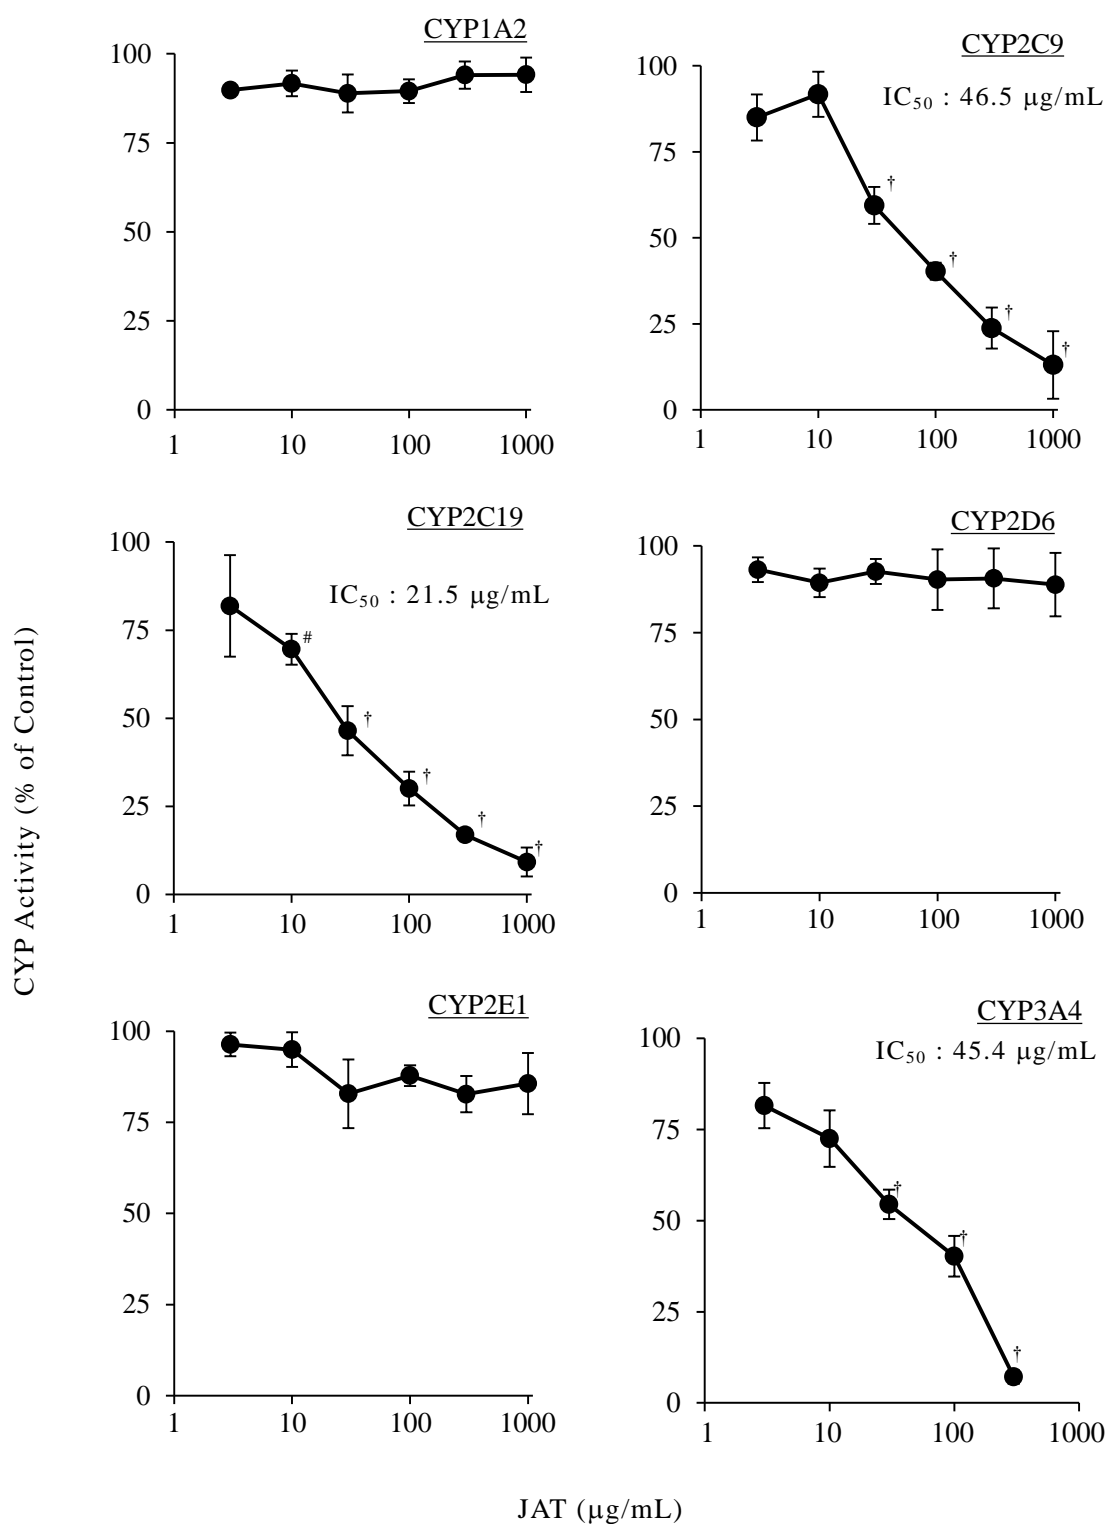 CYP1A2
100
75
50
25
0
1 10 100 1000
CYP2C9
IC50 : 46.5 µg/mL
100
75
50
25
0
† † † †
1 10 100 1000
CYP2C19
IC50 : 21.5 µg/mL
100
75
50
25
0
# † † † †
1 10 100 1000
CYP2D6
100
75
50
25
0
1 10 100 1000
CYP2E1
100
75
50
25
0
1 10 100 1000
CYP3A4
IC50 : 45.4 µg/mL
100
75
50
25
0
† † †
1 10 100 1000
CYP Activity (% of Control)
JAT (µg/mL)